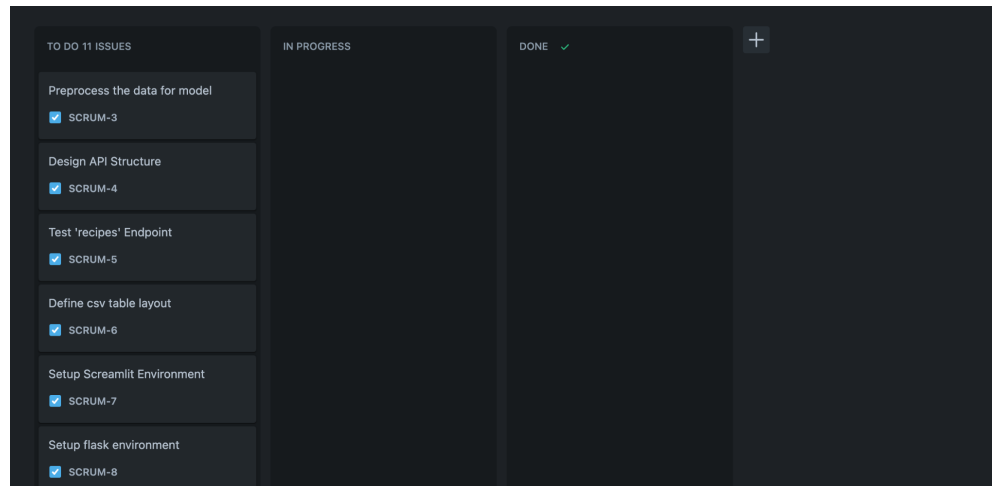 TO DO 11 ISSUES
Preprocess the data for model
SCRUM-3
Design API Structure
SCRUM-4
Test 'recipes' Endpoint
SCRUM-5
Define csv table layout
SCRUM-6
Setup Screamlit Environment
SCRUM-7
Setup flask environment
SCRUM-8
IN PROGRESS
DONE